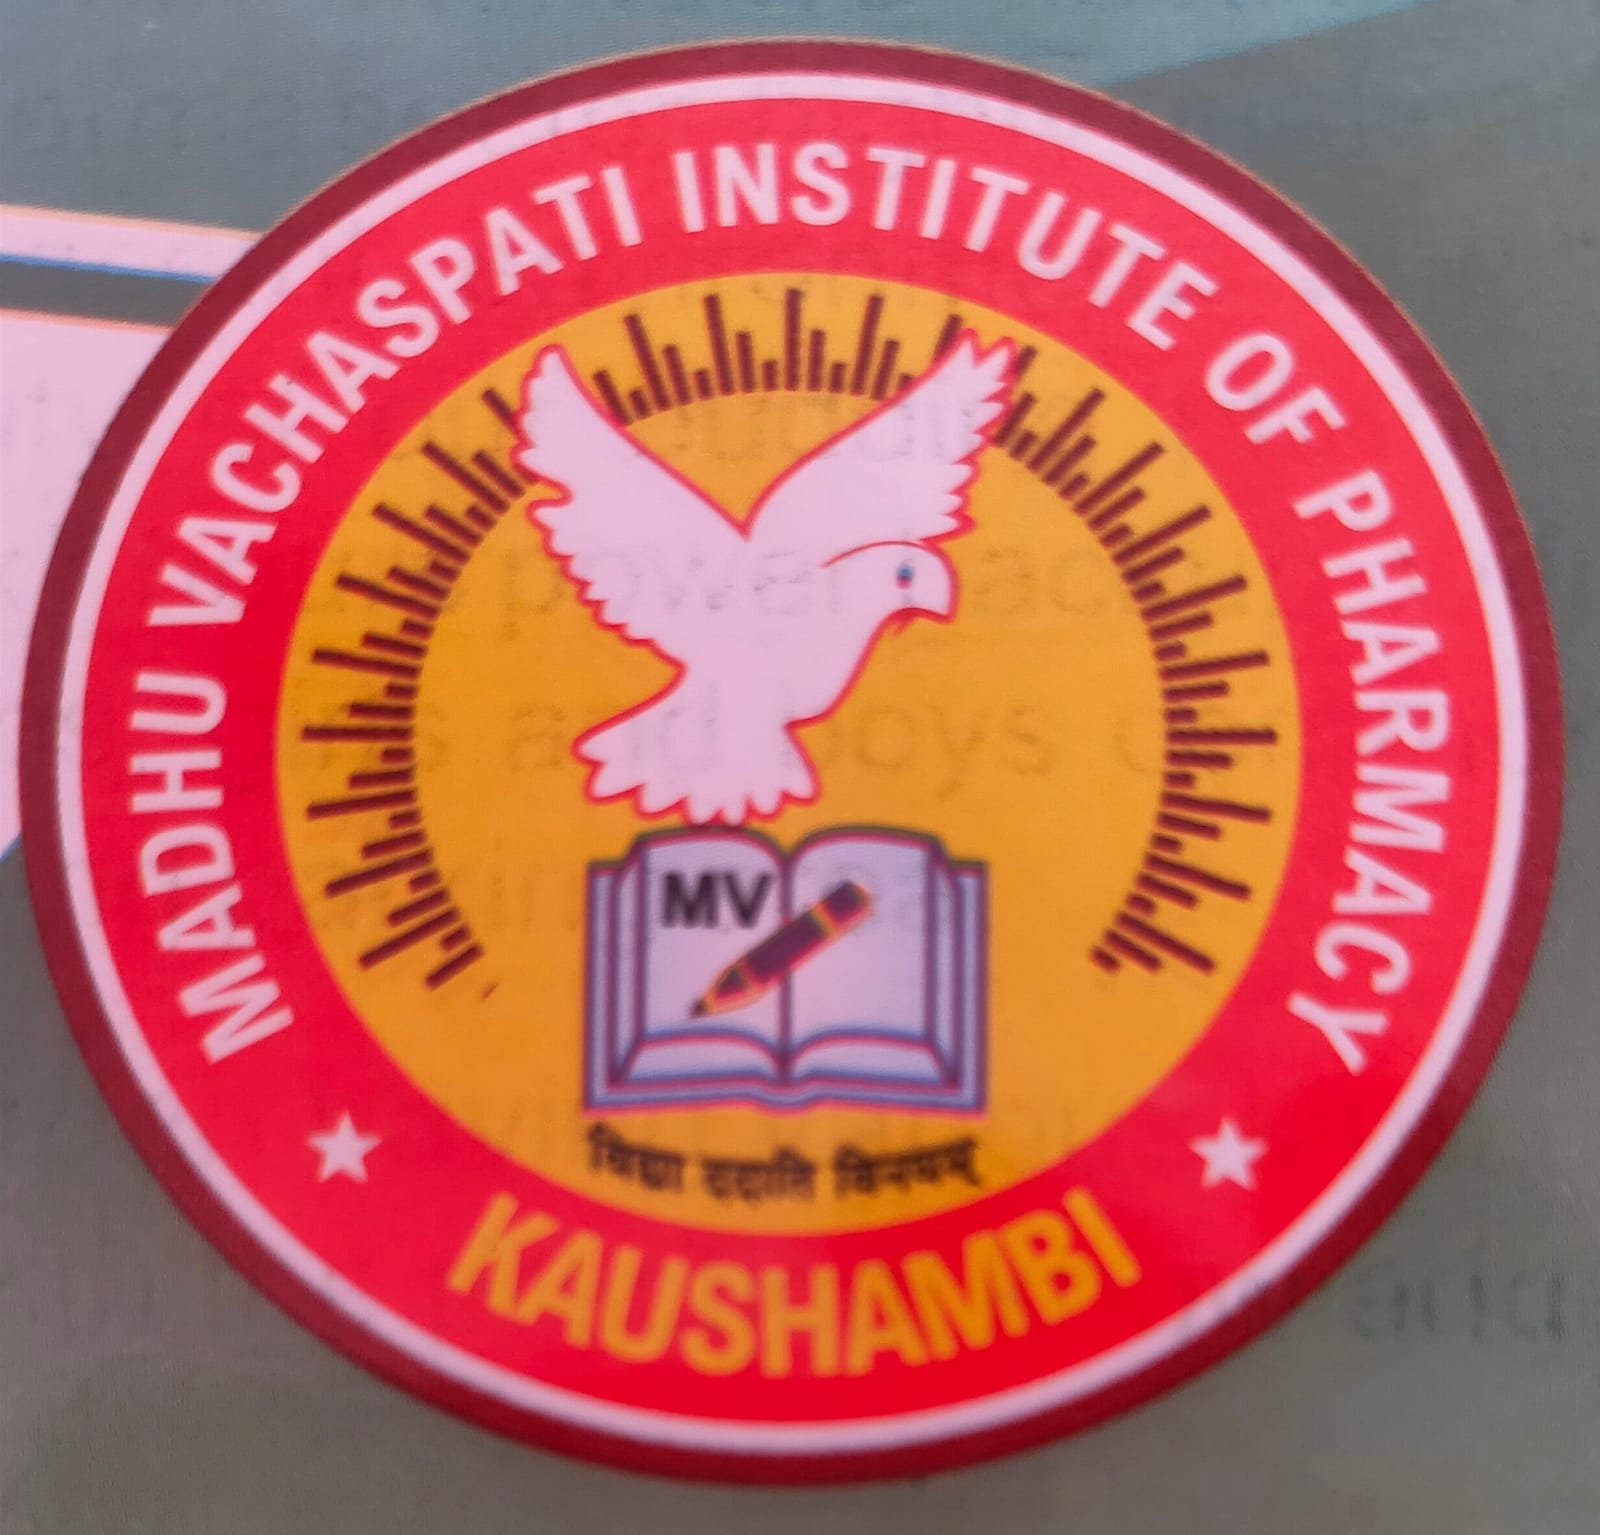 MADHU VACHASPATI INSTITUTE OF PHARMACY
MV
विद्या ददाति विनयम्
KAUSHAMBI